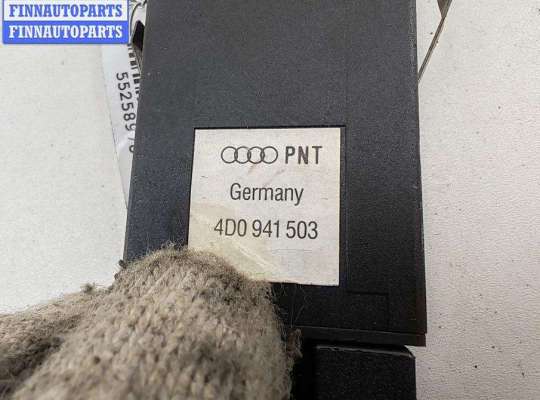 FINNAUTOPARTS
FINNAUTOPARTS
PNT
Germany
4D0 941 503